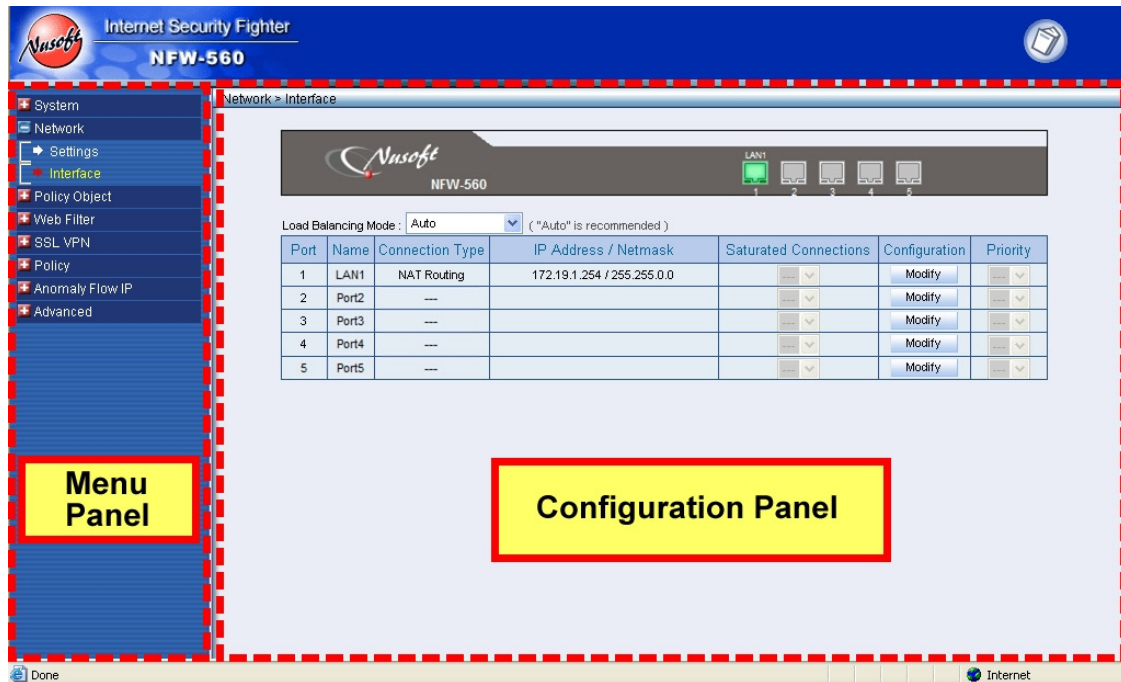 Nusoft
Internet Security Fighter
NFW-560
System
Network
Settings
Interface
Policy Object
Web Filter
SSL VPN
Policy
Anomaly Flow IP
Advanced
Menu
Panel
Network > Interface
Nusoft
NFW-560
LAN1
1 2 3 4 5
Load Balancing Mode : Auto ( "Auto" is recommended )
Port Name Connection Type IP Address / Netmask Saturated Connections Configuration Priority
1 LAN1 NAT Routing 172.19.1.254 / 255.255.0.0 --- Modify ---
2 Port2 --- --- Modify ---
3 Port3 --- --- Modify ---
4 Port4 --- --- Modify ---
5 Port5 --- --- Modify ---
Configuration Panel
Done
Internet